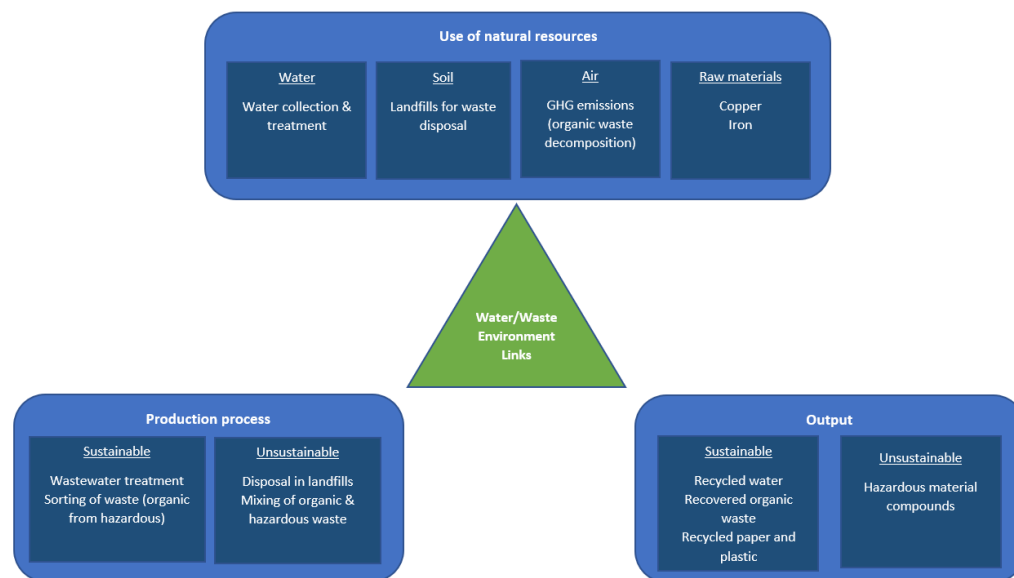 Use of natural resources
Water
Water collection &
treatment
Soil
Landfills for waste
disposal
Air
GHG emissions
(organic waste
decomposition)
Raw materials
Copper
Iron
Water/Waste
Environment
Links
Production process
Sustainable
Wastewater treatment
Sorting of waste (organic
from hazardous)
Unsustainable
Disposal in landfills
Mixing of organic &
hazardous waste
Output
Sustainable
Recycled water
Recovered organic
waste
Recycled paper and
plastic
Unsustainable
Hazardous material
compounds